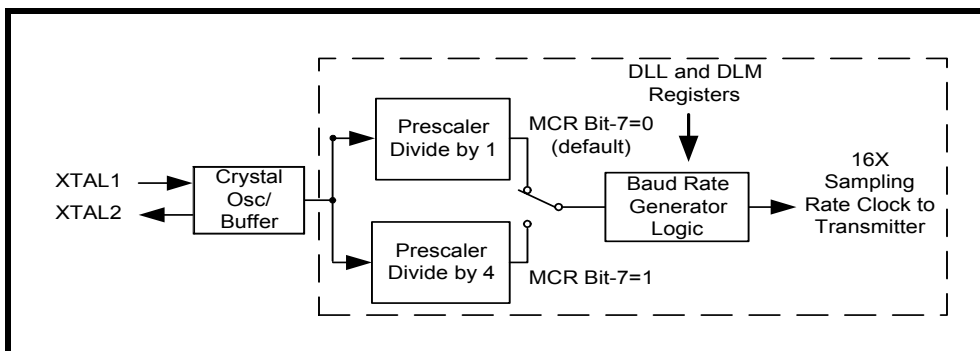 DLL and DLM
Registers
Prescaler
Divide by 1
MCR Bit-7=0
(default)
16X
Sampling
Rate Clock to
Transmitter
XTAL1
XTAL2
Crystal
Osc/
Buffer
Baud Rate
Generator
Logic
Prescaler
Divide by 4
MCR Bit-7=1